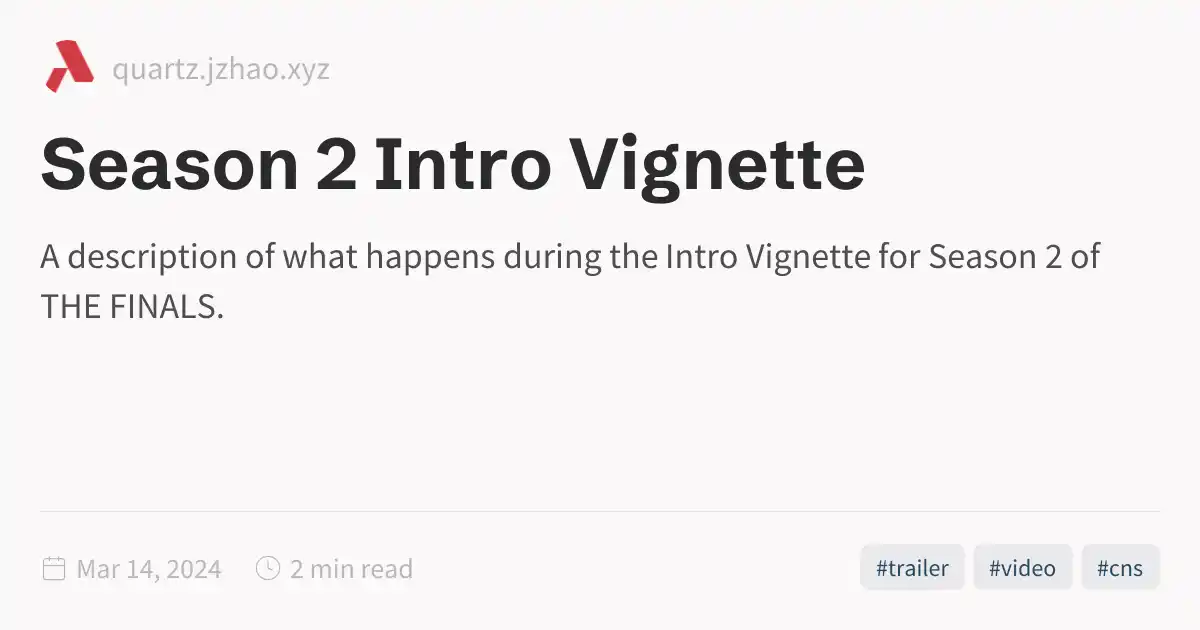 quartz.jzhao.xyz
Season 2 Intro Vignette
A description of what happens during the Intro Vignette for Season 2 of
THE FINALS.
Mar 14, 2024 2 min read #trailer #video #cns